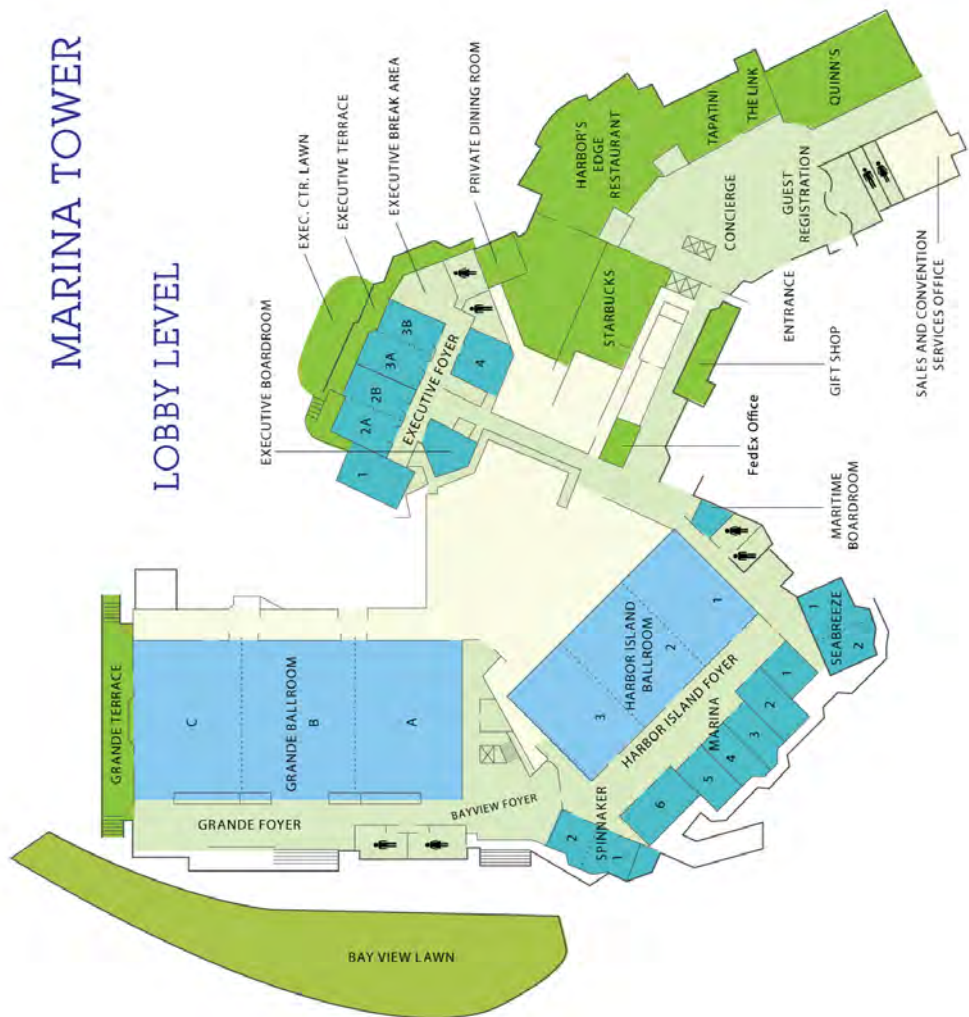 MARINA TOWER
LOBBY LEVEL
EXEC. CTR. LAWN
EXECUTIVE TERRACE
EXECUTIVE BREAK AREA
PRIVATE DINING ROOM
EXECUTIVE BOARDROOM
1
2A
2B
3A
3B
EXECUTIVE FOYER
4
HARBOR'S
EDGE
RESTAURANT
TAPATINI
THE LINK
QUINN'S
STARBUCKS
CONCIERGE
GUEST
REGISTRATION
ENTRANCE
GIFT SHOP
FedEx Office
SALES AND CONVENTION
SERVICES OFFICE
MARITIME
BOARDROOM
GRANDE TERRACE
GRANDE BALLROOM
C
B
A
GRANDE FOYER
BAYVIEW FOYER
BAY VIEW LAWN
HARBOR ISLAND
BALLROOM
3
2
1
HARBOR ISLAND FOYER
SPINNAKER
2
1
MARINA
6
5
4
3
2
1
SEABREEZE
1
2